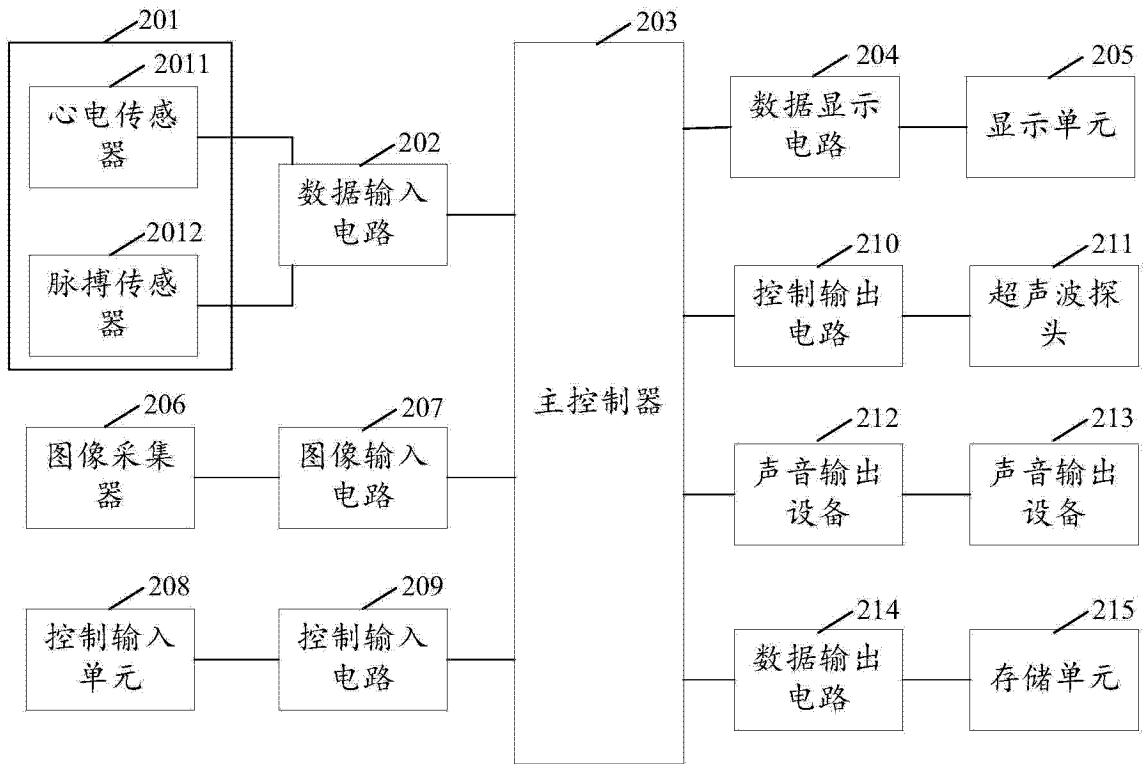 201
2011
心电传感
器
2012
脉搏传感
器
202
数据输入
电路
203
主控制器
204
数据显示
电路
205
显示单元
206
图像采集
器
207
图像输入
电路
208
控制输入
单元
209
控制输入
电路
210
控制输出
电路
211
超声波探
头
212
声音输出
设备
213
声音输出
设备
214
数据输出
电路
215
存储单元